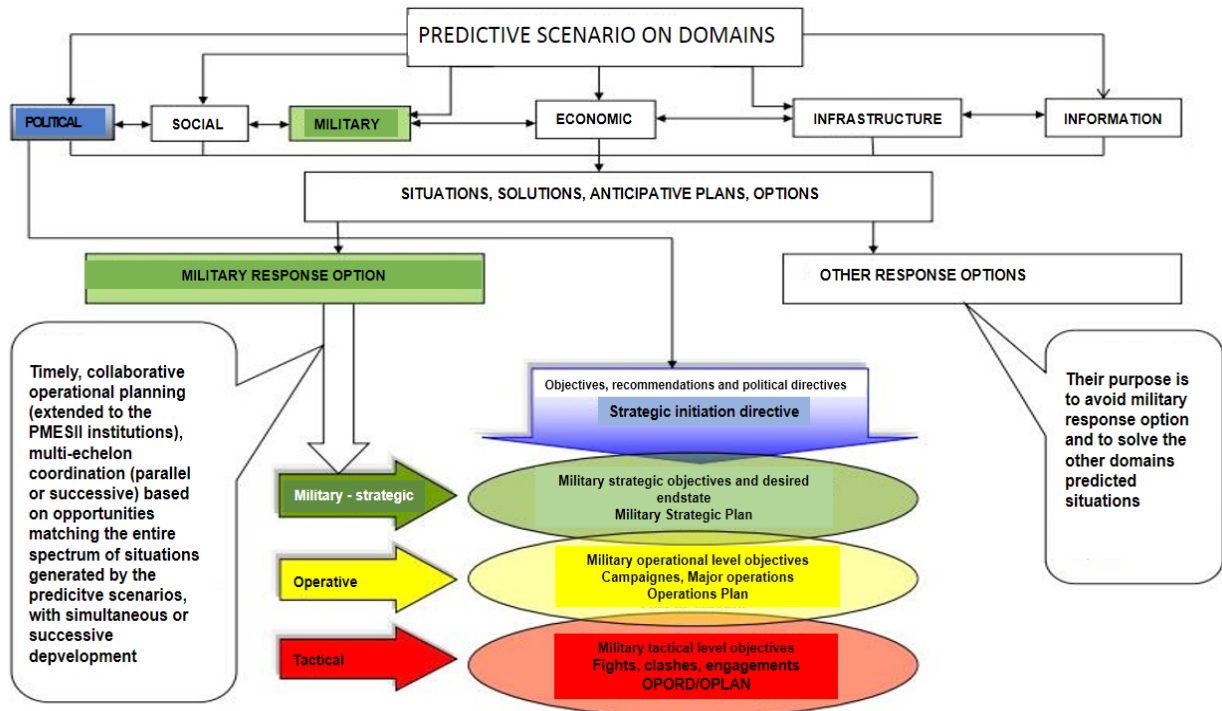 PREDICTIVE SCENARIO ON DOMAINS
POLITICAL
SOCIAL
MILITARY
ECONOMIC
INFRASTRUCTURE
INFORMATION
SITUATIONS, SOLUTIONS, ANTICIPATIVE PLANS, OPTIONS
MILITARY RESPONSE OPTION
OTHER RESPONSE OPTIONS
Timely, collaborative
operational planning
(extended to the
PMESII institutions),
multi-echelon
coordination (parallel
or successive) based
on opportunities
matching the entire
spectrum of situations
generated by the
predicitve scenarios,
with simultaneous or
successive
depvelopment
Objectives, recommendations and political directives
Strategic initiation directive
Their purpose is
to avoid military
response option
and to solve the
other domains
predicted
situations
Military - strategic
Military strategic objectives and desired
endstate
Military Strategic Plan
Operative
Military operational level objectives
Campaignes, Major operations
Operations Plan
Tactical
Military tactical level objectives
Fights, clashes, engagements
OPORD/OPLAN